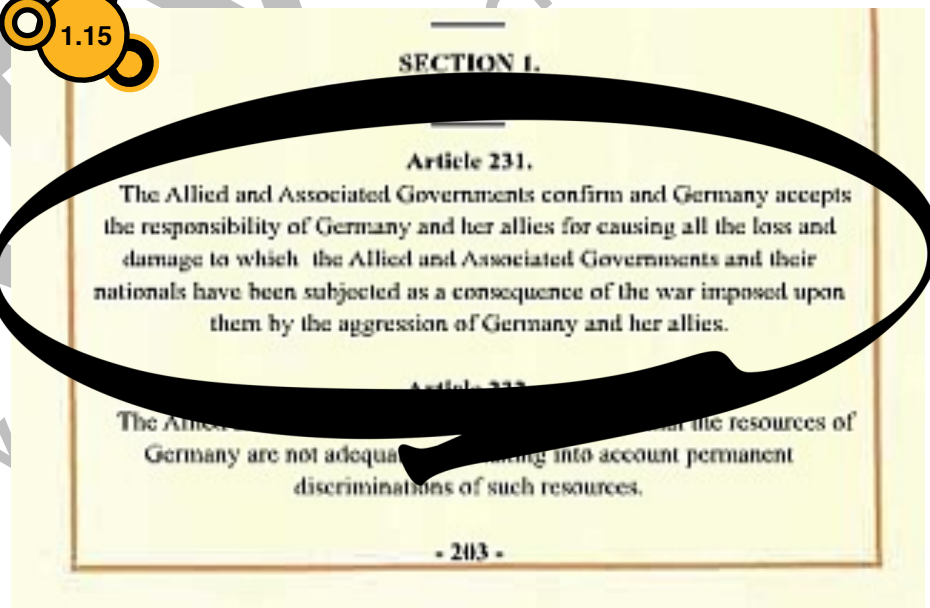 1.15
SECTION 1.
Article 231.
The Allied and Associated Governments confirm and Germany accepts
the responsibility of Germany and her allies for causing all the loss and
damage to which the Allied and Associated Governments and their
nationals have been subjected as a consequence of the war imposed upon
them by the aggression of Germany and her allies.
Article
The the resources of
Germany are not into account permanent
discriminations of such resources.
- 203 -